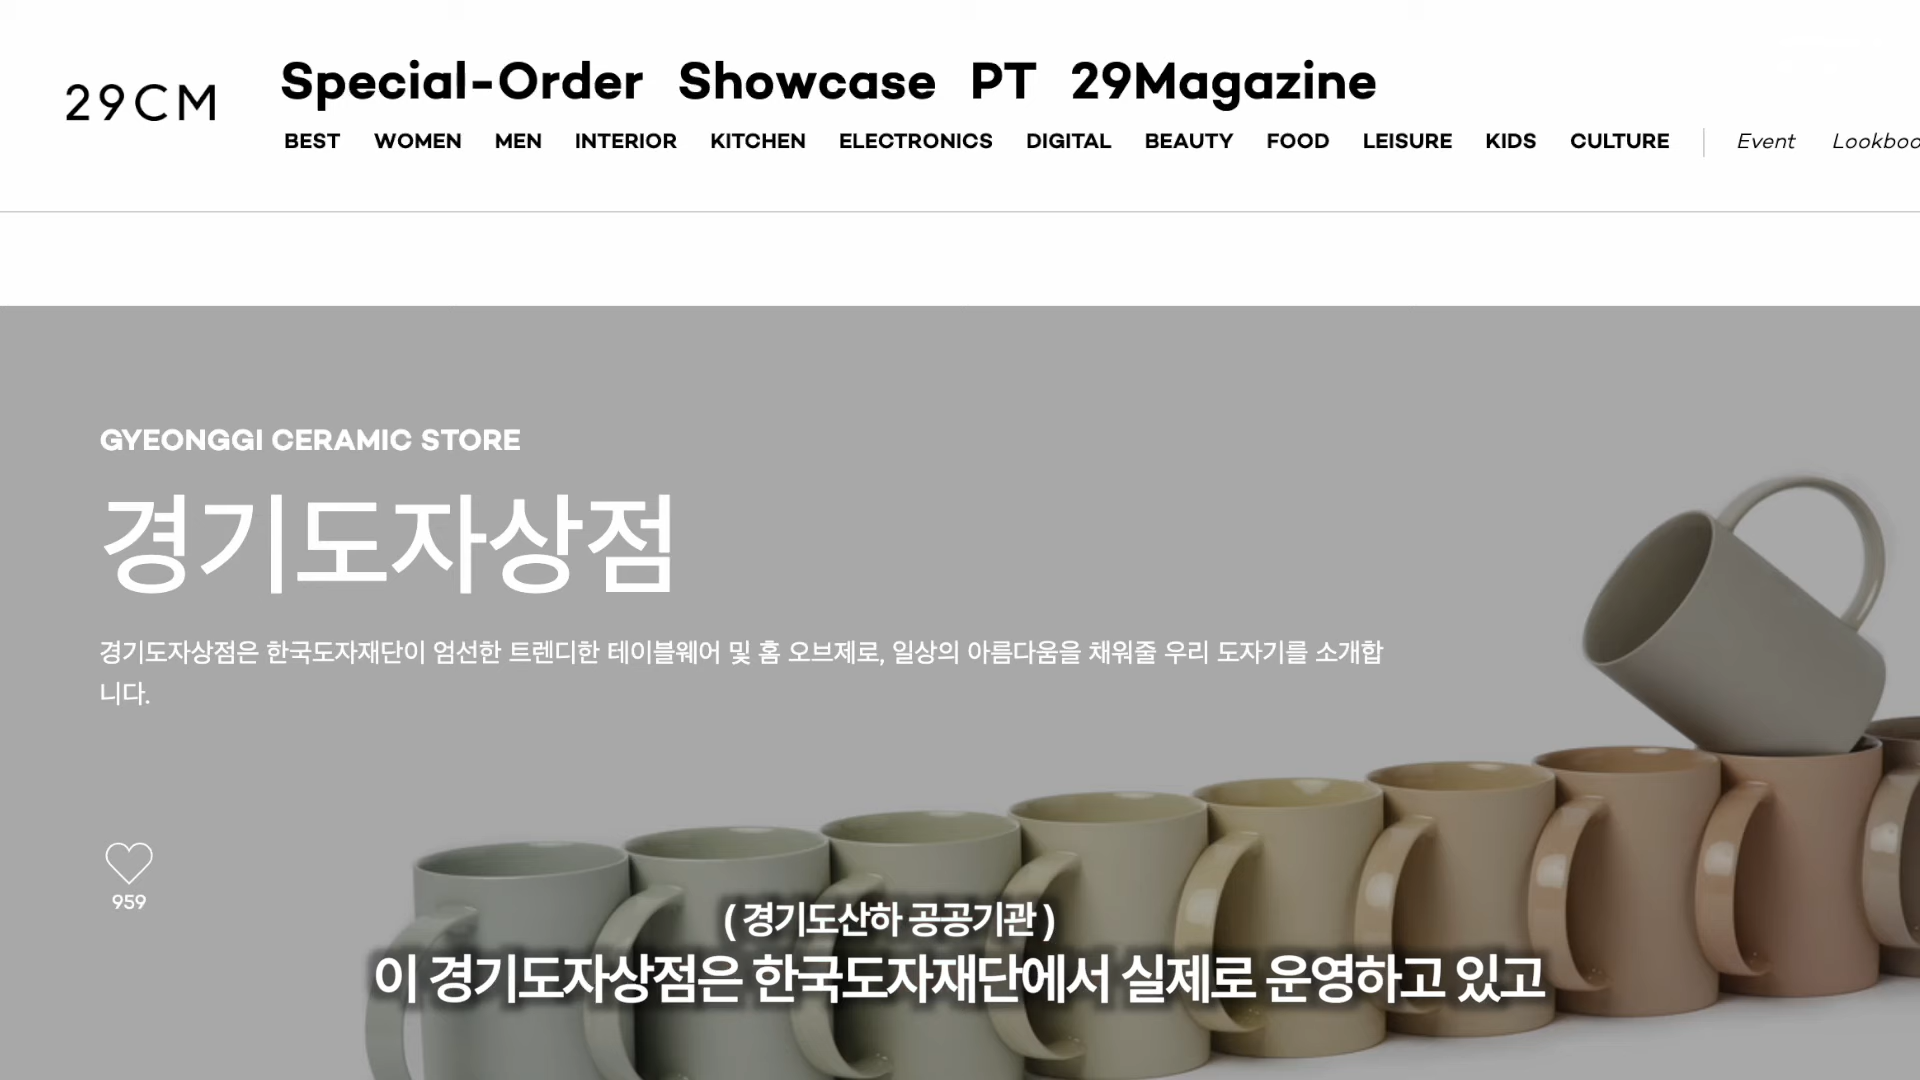 29CM
Special-Order Showcase PT 29Magazine
BEST WOMEN MEN INTERIOR KITCHEN ELECTRONICS DIGITAL BEAUTY FOOD LEISURE KIDS CULTURE Event
GYEONGGI CERAMIC STORE
경기도자상점
경기도자상점은 한국도자재단이 엄선한 트렌디한 테이블웨어 및 홈 오브제로, 일상의 아름다움을 채워줄 우리 도자기를 소개합
니다.
959
( 경기도산하 공공기관 )
이 경기도자상점은 한국도자재단에서 실제로 운영하고 있고